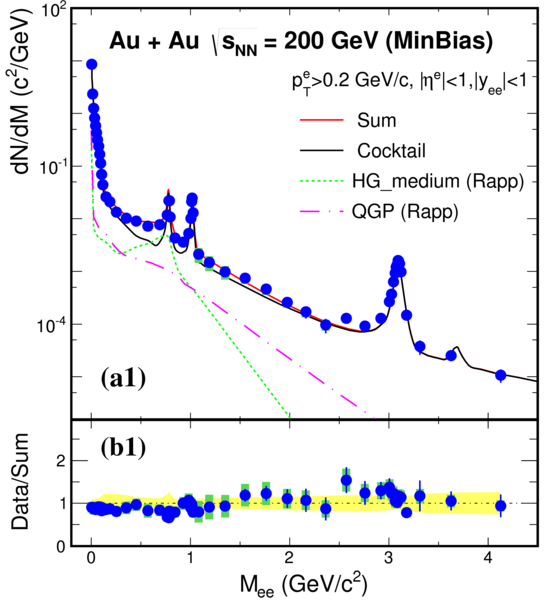 Au + Au √sNN = 200 GeV (MinBias)
p_T^e>0.2 GeV/c, |η^e|<1,|y_ee|<1
Sum
Cocktail
HG_medium (Rapp)
QGP (Rapp)
dN/dM (c²/GeV)
10²
10⁻¹
10⁻⁴
(a1)
(b1)
Data/Sum
2
1
0
0 1 2 3 4
M_ee (GeV/c²)